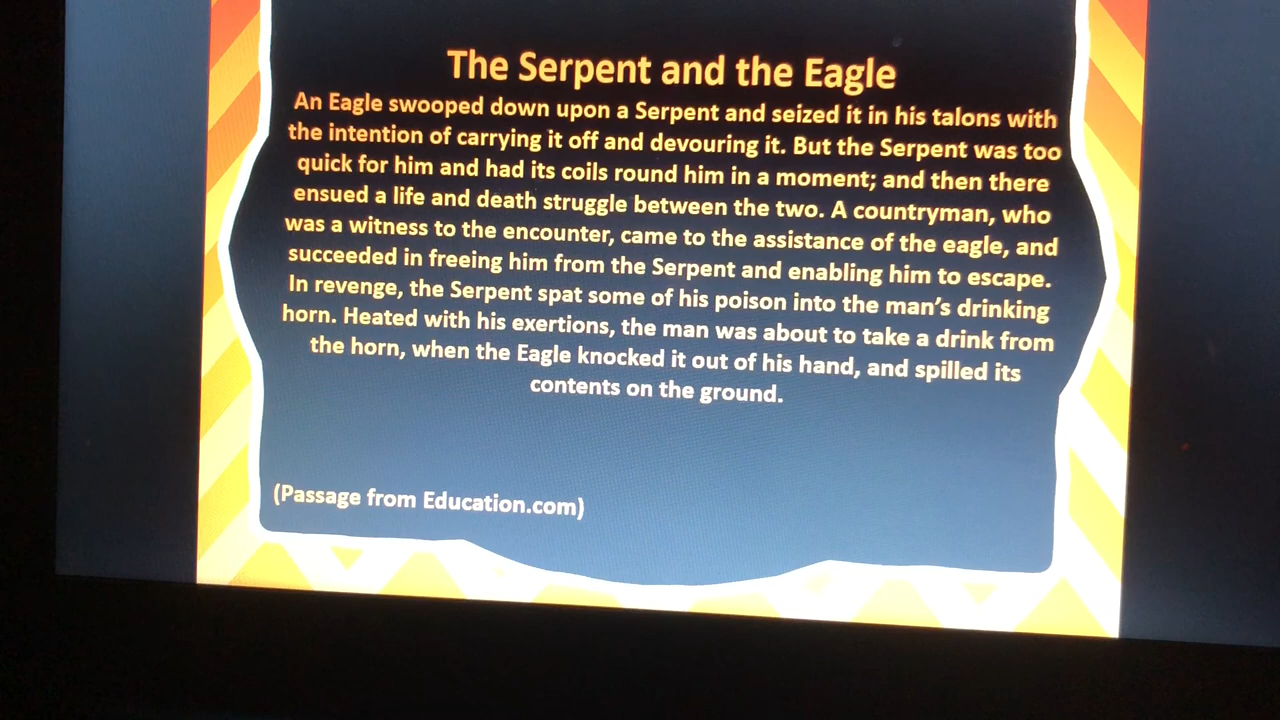 The Serpent and the Eagle
An Eagle swooped down upon a Serpent and seized it in his talons with
the intention of carrying it off and devouring it. But the Serpent was too
quick for him and had its coils round him in a moment; and then there
ensued a life and death struggle between the two. A countryman, who
was a witness to the encounter, came to the assistance of the eagle, and
succeeded in freeing him from the Serpent and enabling him to escape.
In revenge, the Serpent spat some of his poison into the man’s drinking
horn. Heated with his exertions, the man was about to take a drink from
the horn, when the Eagle knocked it out of his hand, and spilled its
contents on the ground.
(Passage from Education.com)